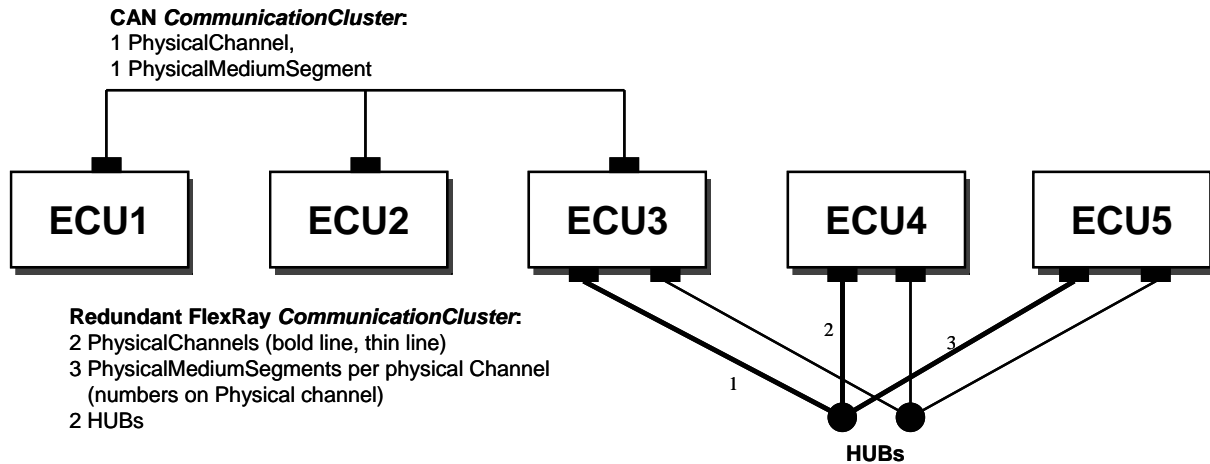 CAN CommunicationCluster:
1 PhysicalChannel,
1 PhysicalMediumSegment
ECU1
ECU2
ECU3
ECU4
ECU5
Redundant FlexRay CommunicationCluster:
2 PhysicalChannels (bold line, thin line)
3 PhysicalMediumSegments per physical Channel
(numbers on Physical channel)
2 HUBs
1
2
3
HUBs